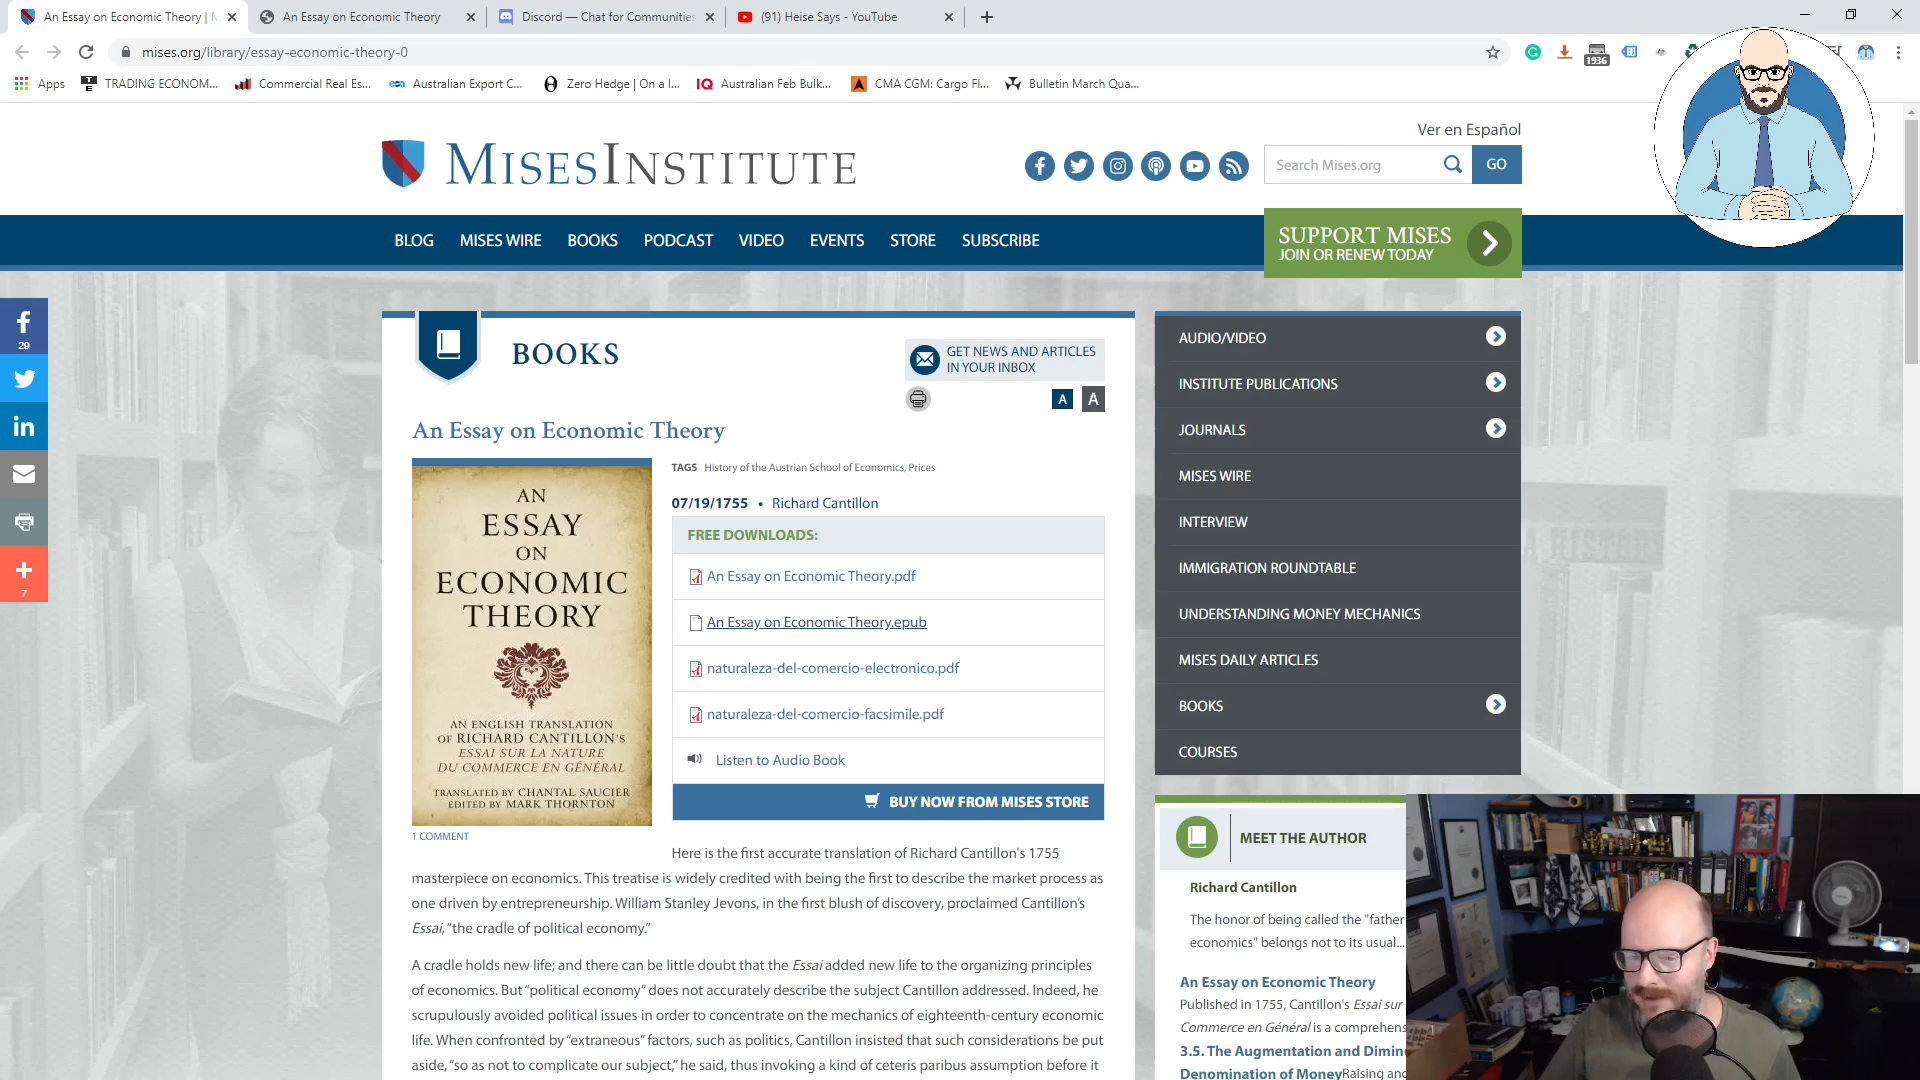 An Essay on Economic Theory | M
An Essay on Economic Theory
Discord — Chat for Communities
(91) Heise Says - YouTube
mises.org/library/essay-economic-theory-0
1936
Apps
TRADING ECONOM...
Commercial Real Es...
Australian Export C...
Zero Hedge | On a l...
Australian Feb Bulk...
CMA CGM: Cargo Fl...
Bulletin March Qua...
Ver en Español
MISES INSTITUTE
Search Mises.org
GO
BLOG
MISES WIRE
BOOKS
PODCAST
VIDEO
EVENTS
STORE
SUBSCRIBE
SUPPORT MISES
JOIN OR RENEW TODAY
29
7
BOOKS
GET NEWS AND ARTICLES
IN YOUR INBOX
A
A
An Essay on Economic Theory
AN
ESSAY
ON
ECONOMIC
THEORY
AN ENGLISH TRANSLATION
OF RICHARD CANTILLON'S
ESSAI SUR LA NATURE
DU COMMERCE EN GÉNÉRAL
TRANSLATED BY CHANTAL SAUCIER
EDITED BY MARK THORNTON
1 COMMENT
TAGS History of the Austrian School of Economics, Prices
07/19/1755 • Richard Cantillon
FREE DOWNLOADS:
An Essay on Economic Theory.pdf
An Essay on Economic Theory.epub
naturaleza-del-comercio-electronico.pdf
naturaleza-del-comercio-facsimile.pdf
Listen to Audio Book
BUY NOW FROM MISES STORE
Here is the first accurate translation of Richard Cantillon's 1755
masterpiece on economics. This treatise is widely credited with being the first to describe the market process as
one driven by entrepreneurship. William Stanley Jevons, in the first blush of discovery, proclaimed Cantillon's
Essai, "the cradle of political economy."
A cradle holds new life; and there can be little doubt that the Essai added new life to the organizing principles
of economics. But "political economy" does not accurately describe the subject Cantillon addressed. Indeed, he
scrupulously avoided political issues in order to concentrate on the mechanics of eighteenth-century economic
life. When confronted by "extraneous" factors, such as politics, Cantillon insisted that such considerations be put
aside, "so as not to complicate our subject," he said, thus invoking a kind of ceteris paribus assumption before it
AUDIO/VIDEO
INSTITUTE PUBLICATIONS
JOURNALS
MISES WIRE
INTERVIEW
IMMIGRATION ROUNDTABLE
UNDERSTANDING MONEY MECHANICS
MISES DAILY ARTICLES
BOOKS
COURSES
MEET THE AUTHOR
Richard Cantillon
The honor of being called the "father
economics" belongs not to its usual...
An Essay on Economic Theory
Published in 1755, Cantillon's Essai sur
Commerce en Général is a comprehens
3.5. The Augmentation and Dimin
Denomination of Money Raising and